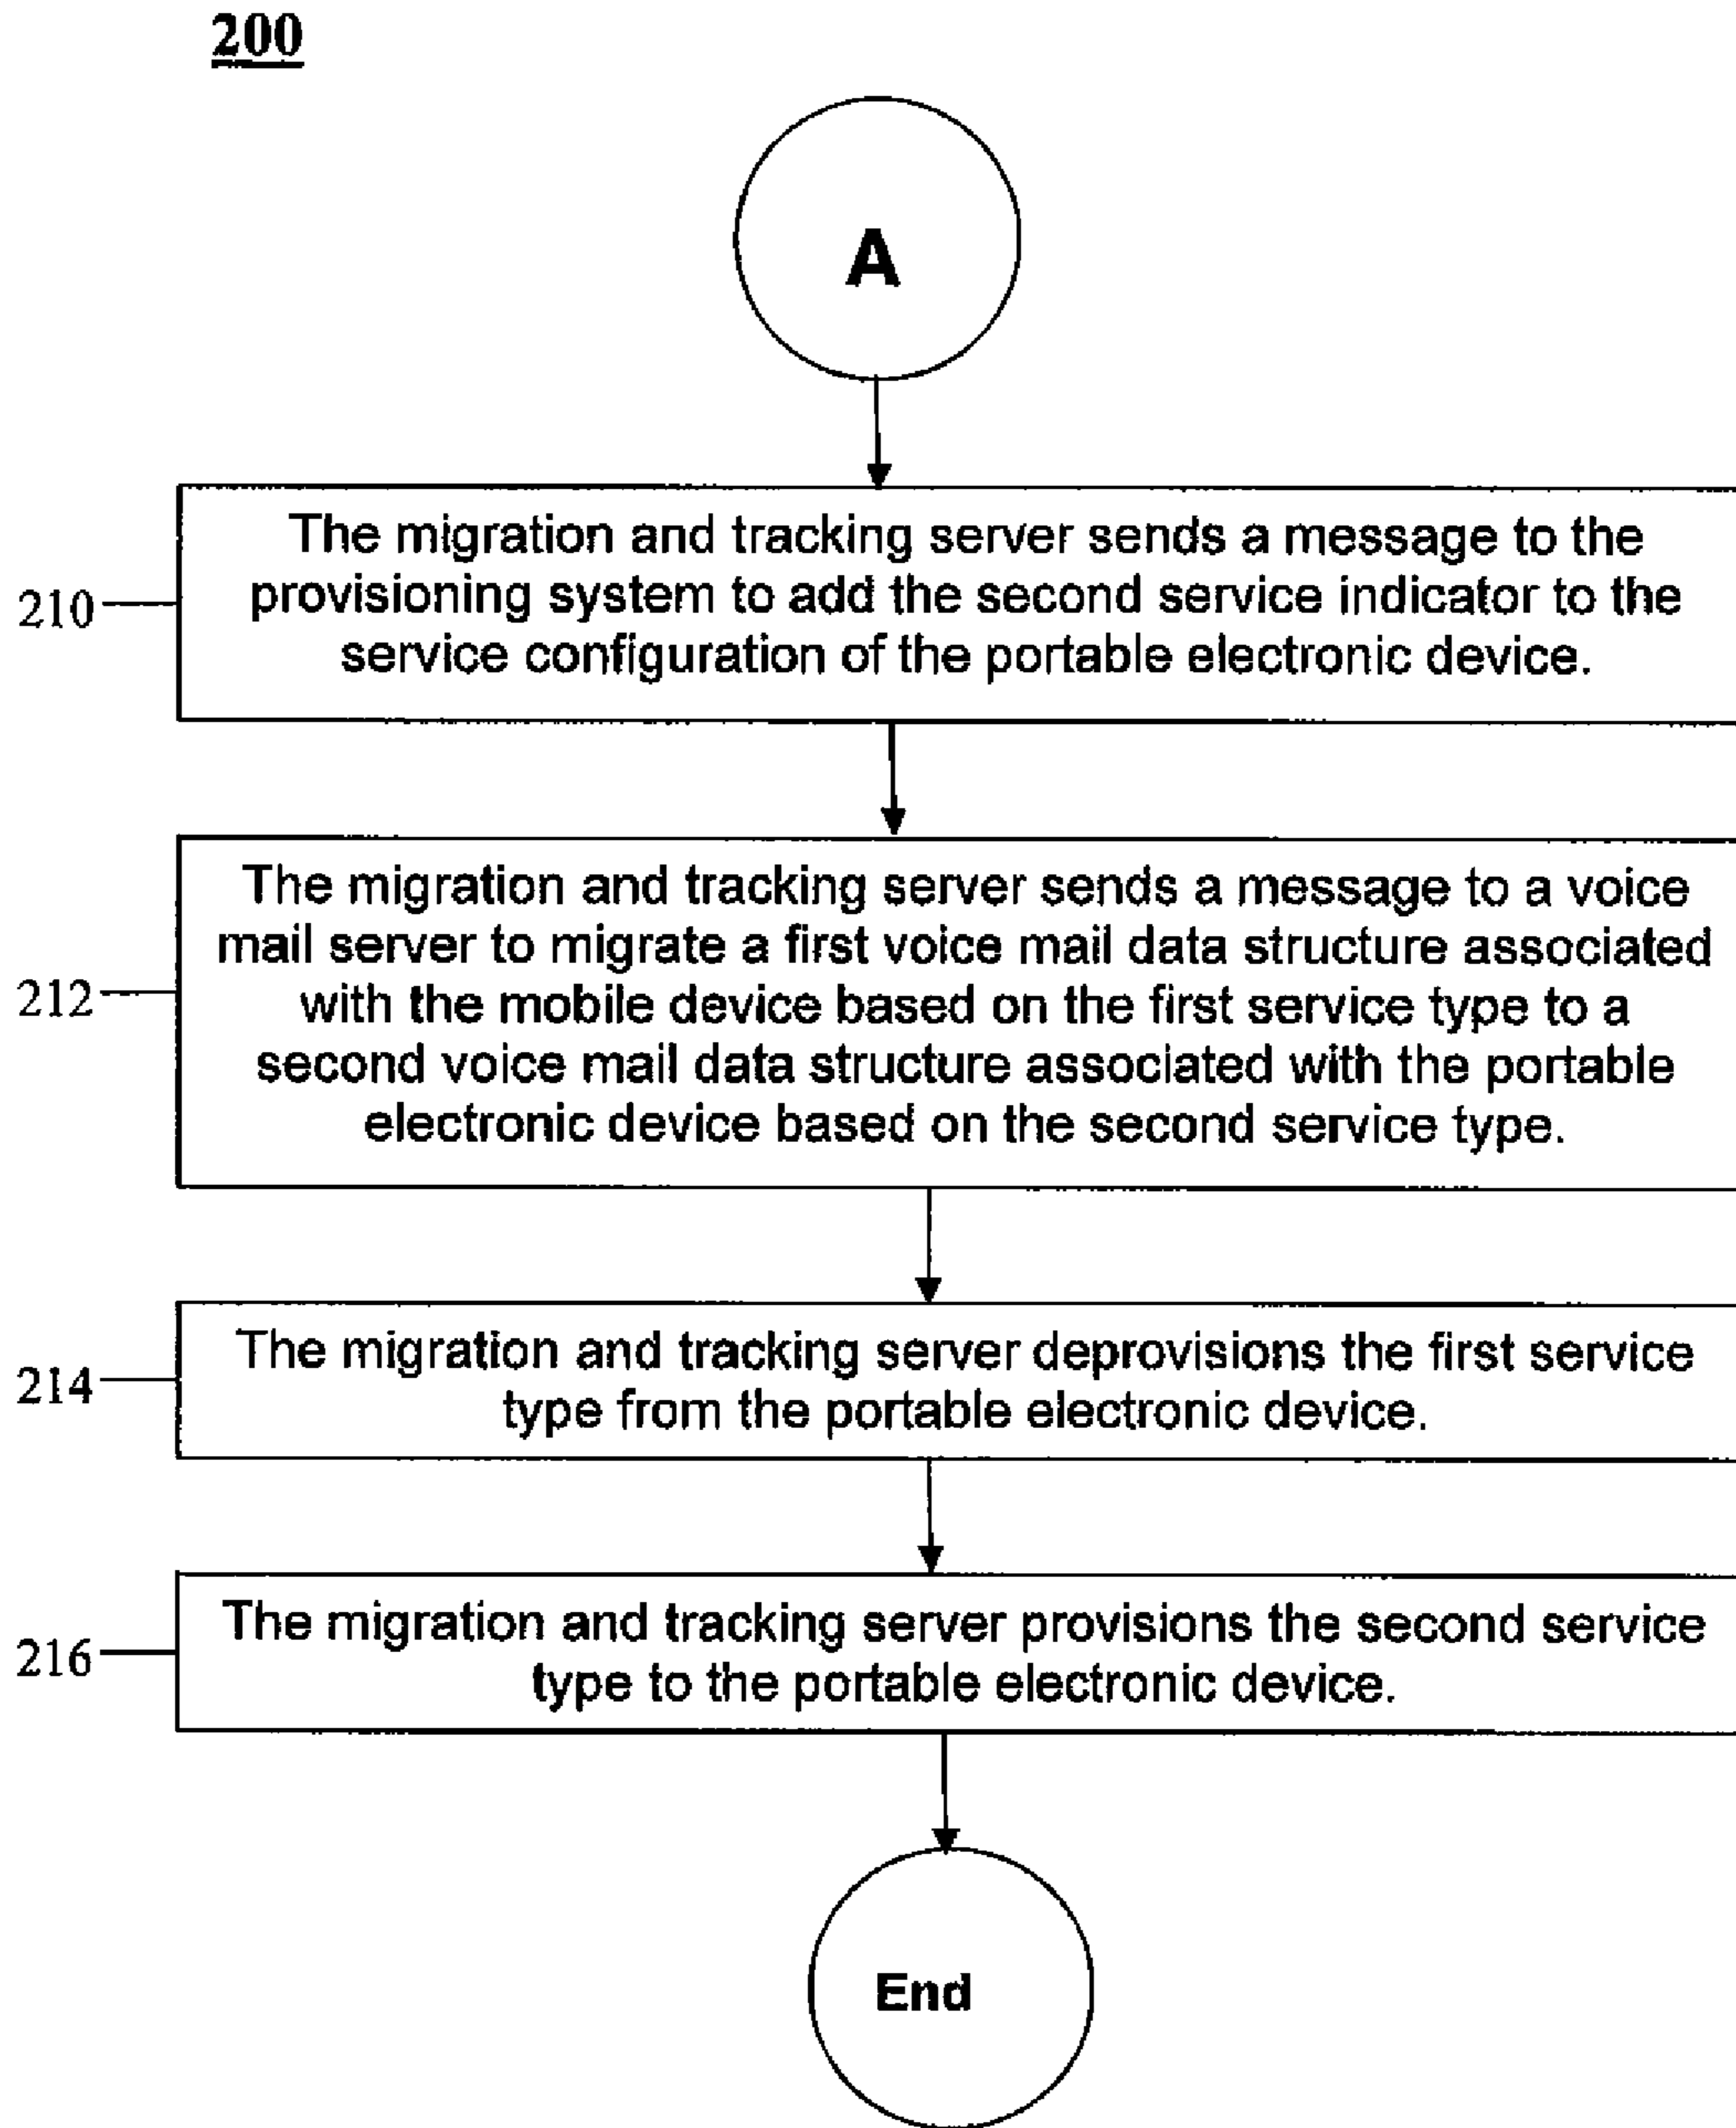 200
A
210
The migration and tracking server sends a message to the
provisioning system to add the second service indicator to the
service configuration of the portable electronic device.
212
The migration and tracking server sends a message to a voice
mail server to migrate a first voice mail data structure associated
with the mobile device based on the first service type to a
second voice mail data structure associated with the portable
electronic device based on the second service type.
214
The migration and tracking server deprovisions the first service
type from the portable electronic device.
216
The migration and tracking server provisions the second service
type to the portable electronic device.
End